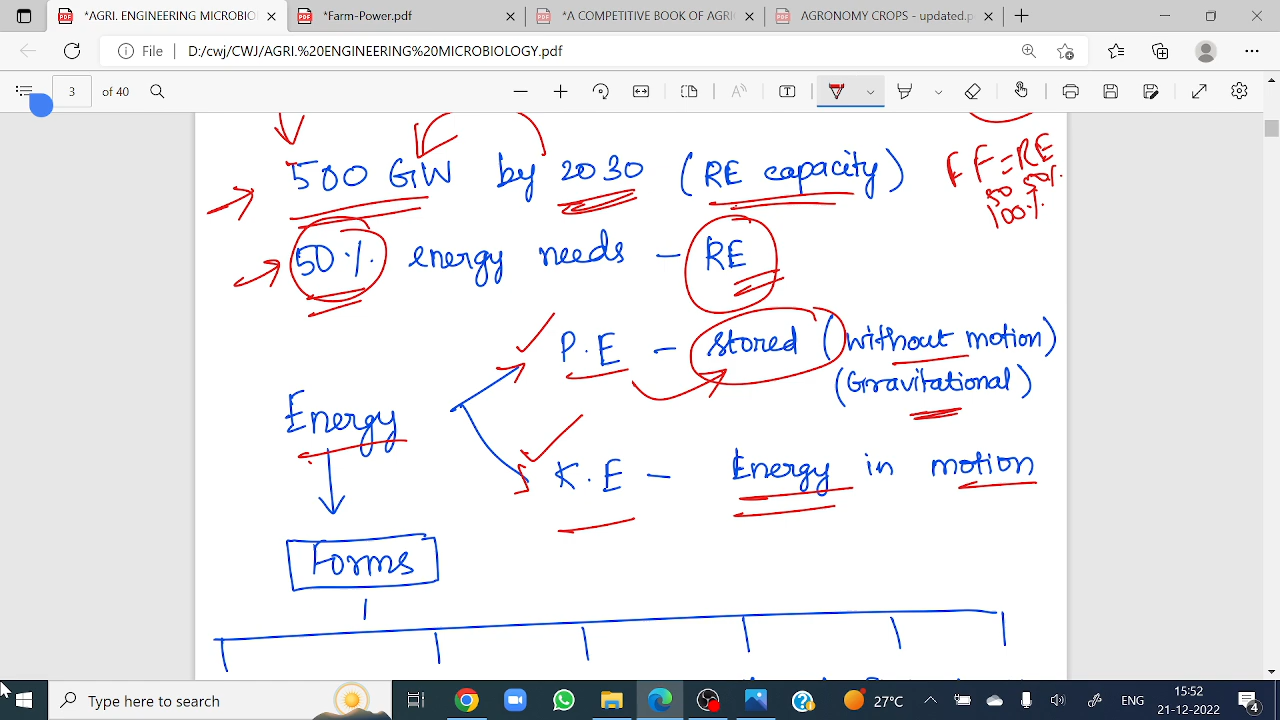 *AGRI. ENGINEERING MICROBIO
*Farm-Power.pdf
*A COMPETITIVE BOOK OF AGRI
AGRONOMY CROPS - updated.p
File
D:/cwj/CWJ/AGRI.%20ENGINEERING%20MICROBIOLOGY.pdf
3 of 40
500 GW by 2030 (RE capacity)
FF = RE
50 50%
100%
50% energy needs - RE
P.E - stored (without motion)
(Gravitational)
Energy
K.E - Energy in motion
Forms
Type here to search
27°C
ENG
15:52
21-12-2022
4